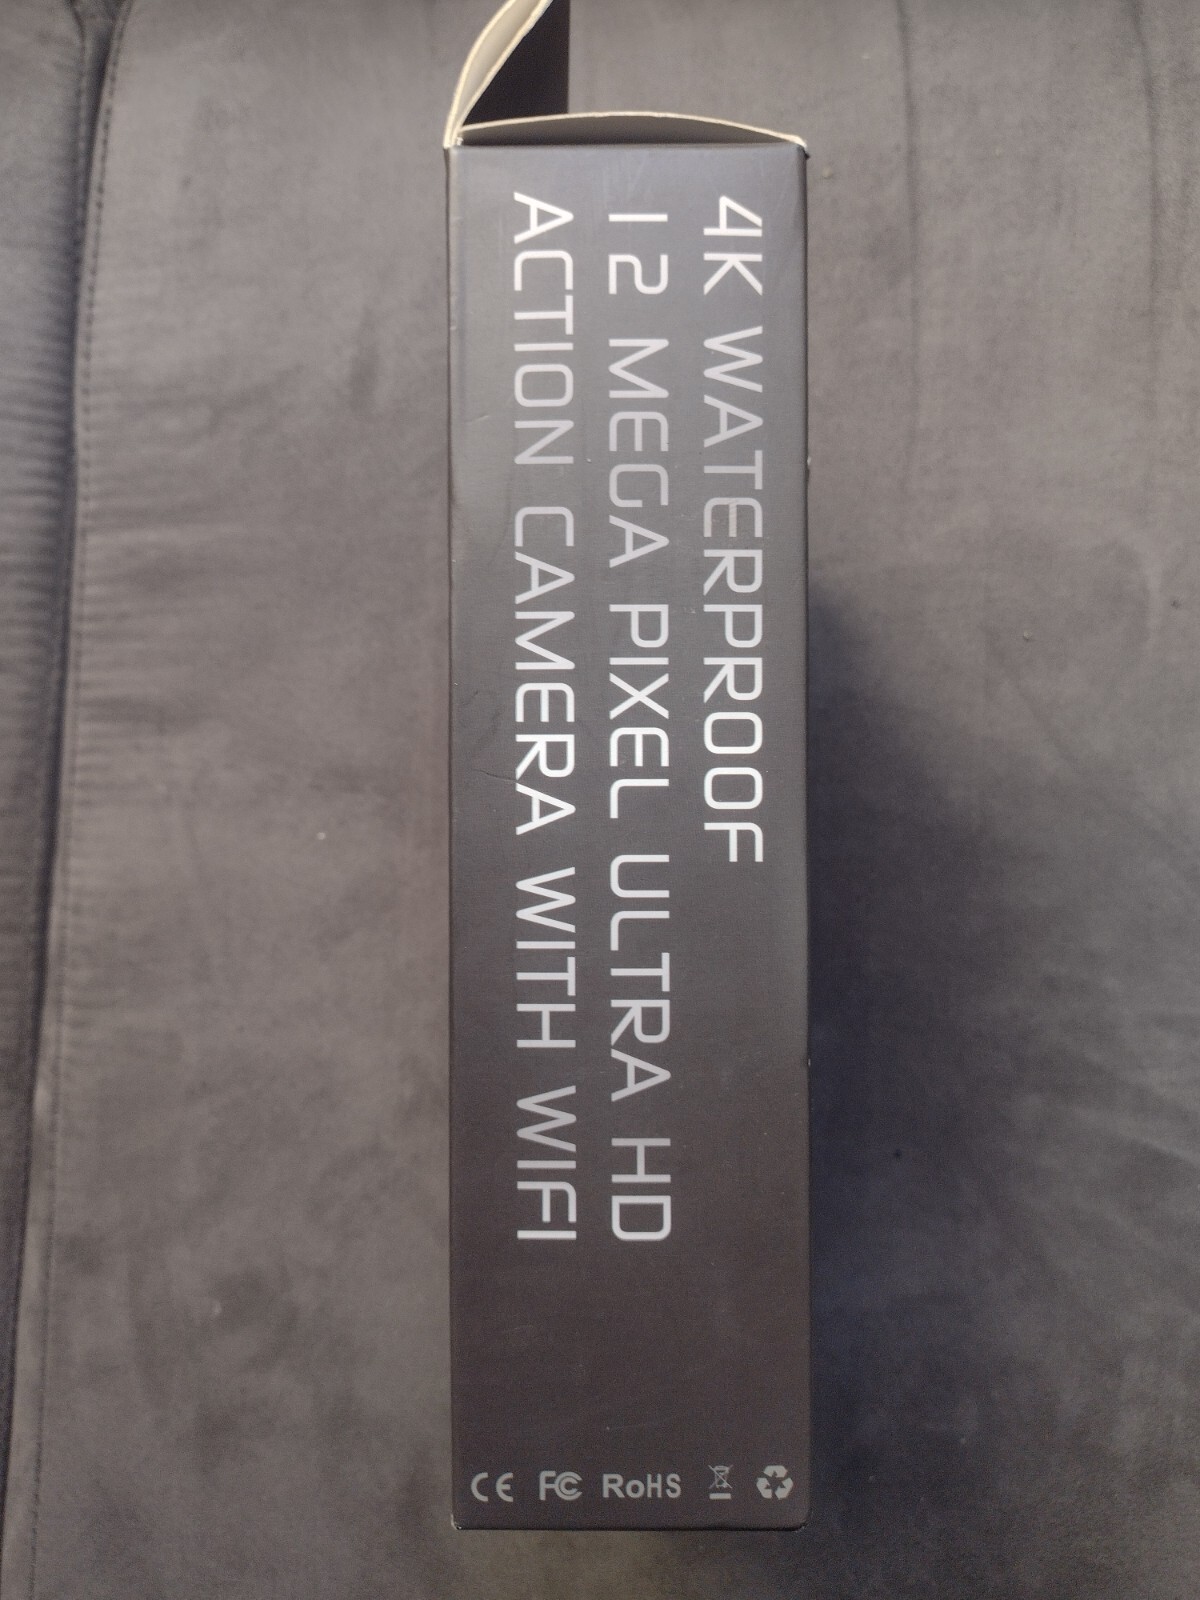 4K WATERPROOF
12 MEGA PIXEL ULTRA HD
ACTION CAMERA WITH WIFI
CE FC RoHS